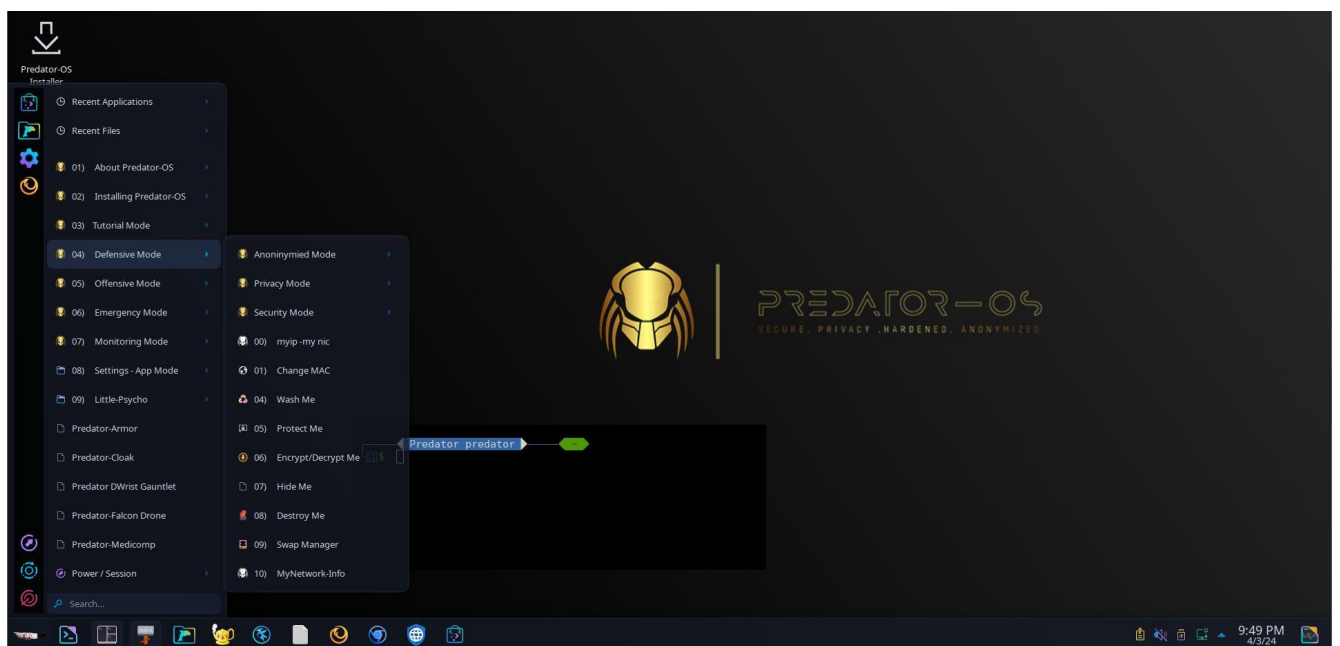 Predator-OS
Installer
Recent Applications
Recent Files
01) About Predator-OS
02) Installing Predator-OS
03) Tutorial Mode
04) Defensive Mode
05) Offensive Mode
06) Emergency Mode
07) Monitoring Mode
08) Settings - App Mode
09) Little-Psycho
Predator-Armor
Predator-Cloak
Predator DWrist Gauntlet
Predator-Falcon Drone
Predator-Medicomp
Power / Session
Search...
Anoninymied Mode
Privacy Mode
Security Mode
00) myip -my nic
01) Change MAC
04) Wash Me
05) Protect Me
06) Encrypt/Decrypt Me
07) Hide Me
08) Destroy Me
09) Swap Manager
10) MyNetwork-Info
Predator predator ~
$
PREDATOR-OS
SECURE. PRIVACY .HARDENED. ANONYMIZED
9:49 PM
4/3/24